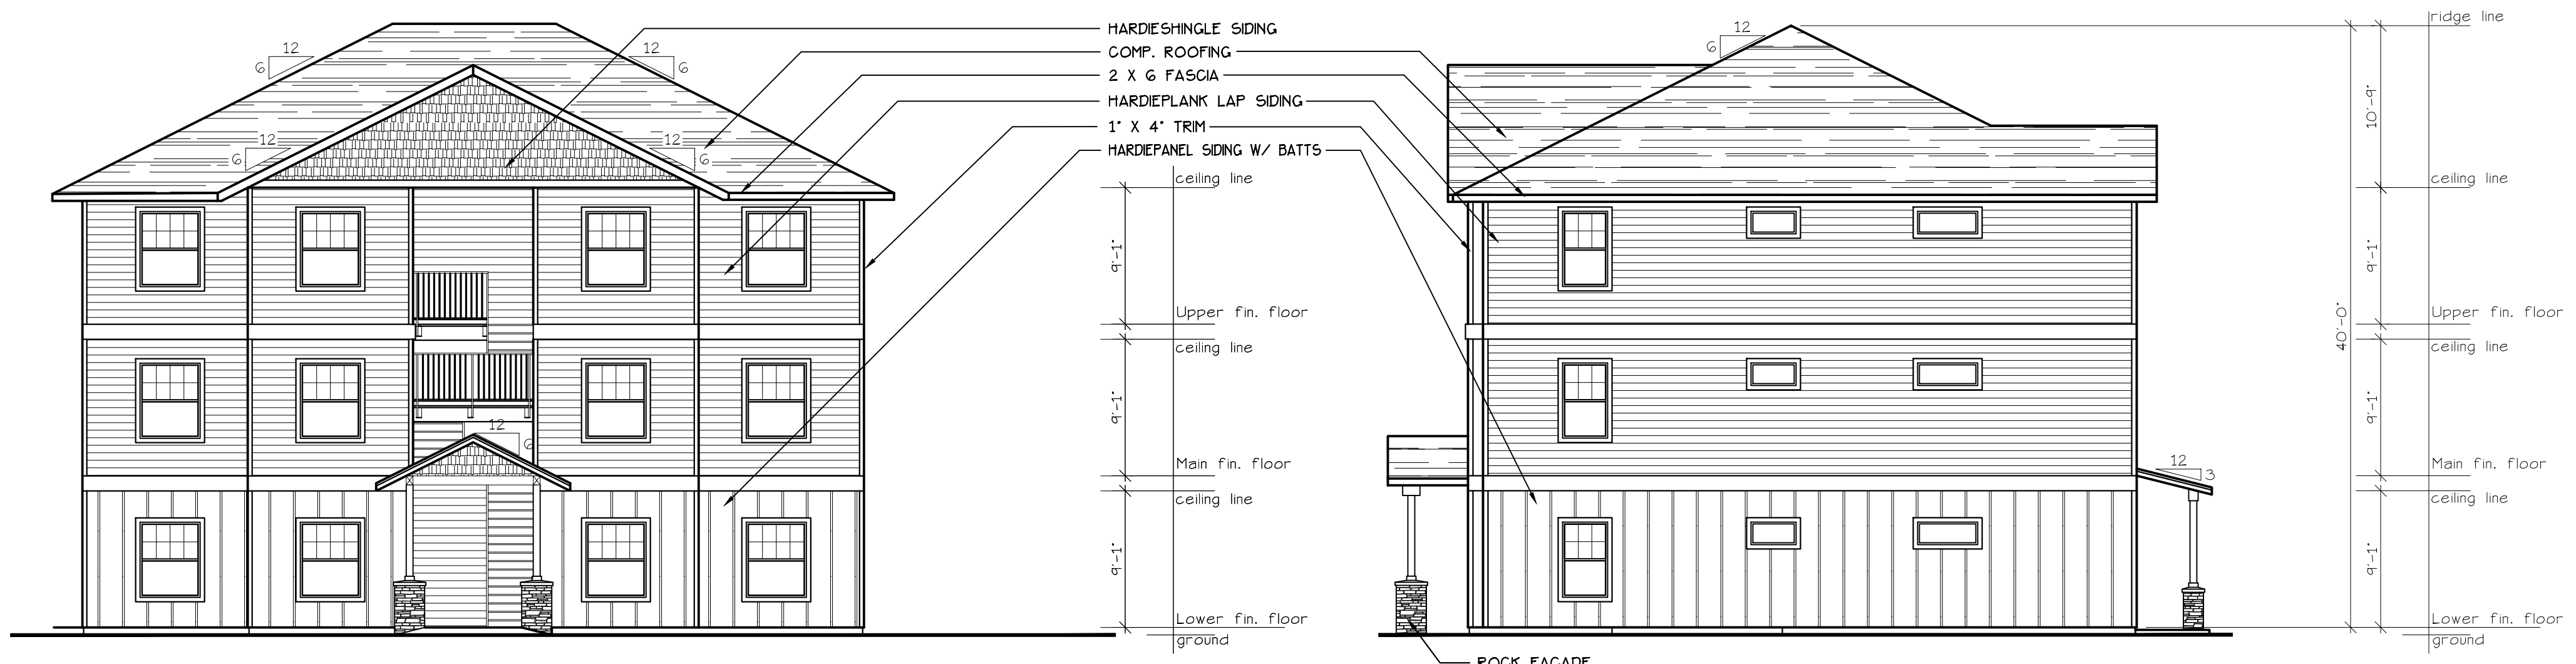 12
6
12
6
12
6
12
6
12
6
HARDIESHINGLE SIDING
COMP. ROOFING
2 X 6 FASCIA
HARDIEPLANK LAP SIDING
1" X 4" TRIM
HARDIEPANEL SIDING W/ BATTS
ceiling line
9'-1"
Upper fin. floor
ceiling line
9'-1"
Main fin. floor
ceiling line
9'-1"
Lower fin. floor
ground
12
6
12
3
ROCK FACADE
40'-0"
ridge line
10'-9"
ceiling line
9'-1"
Upper fin. floor
ceiling line
9'-1"
Main fin. floor
ceiling line
9'-1"
Lower fin. floor
ground